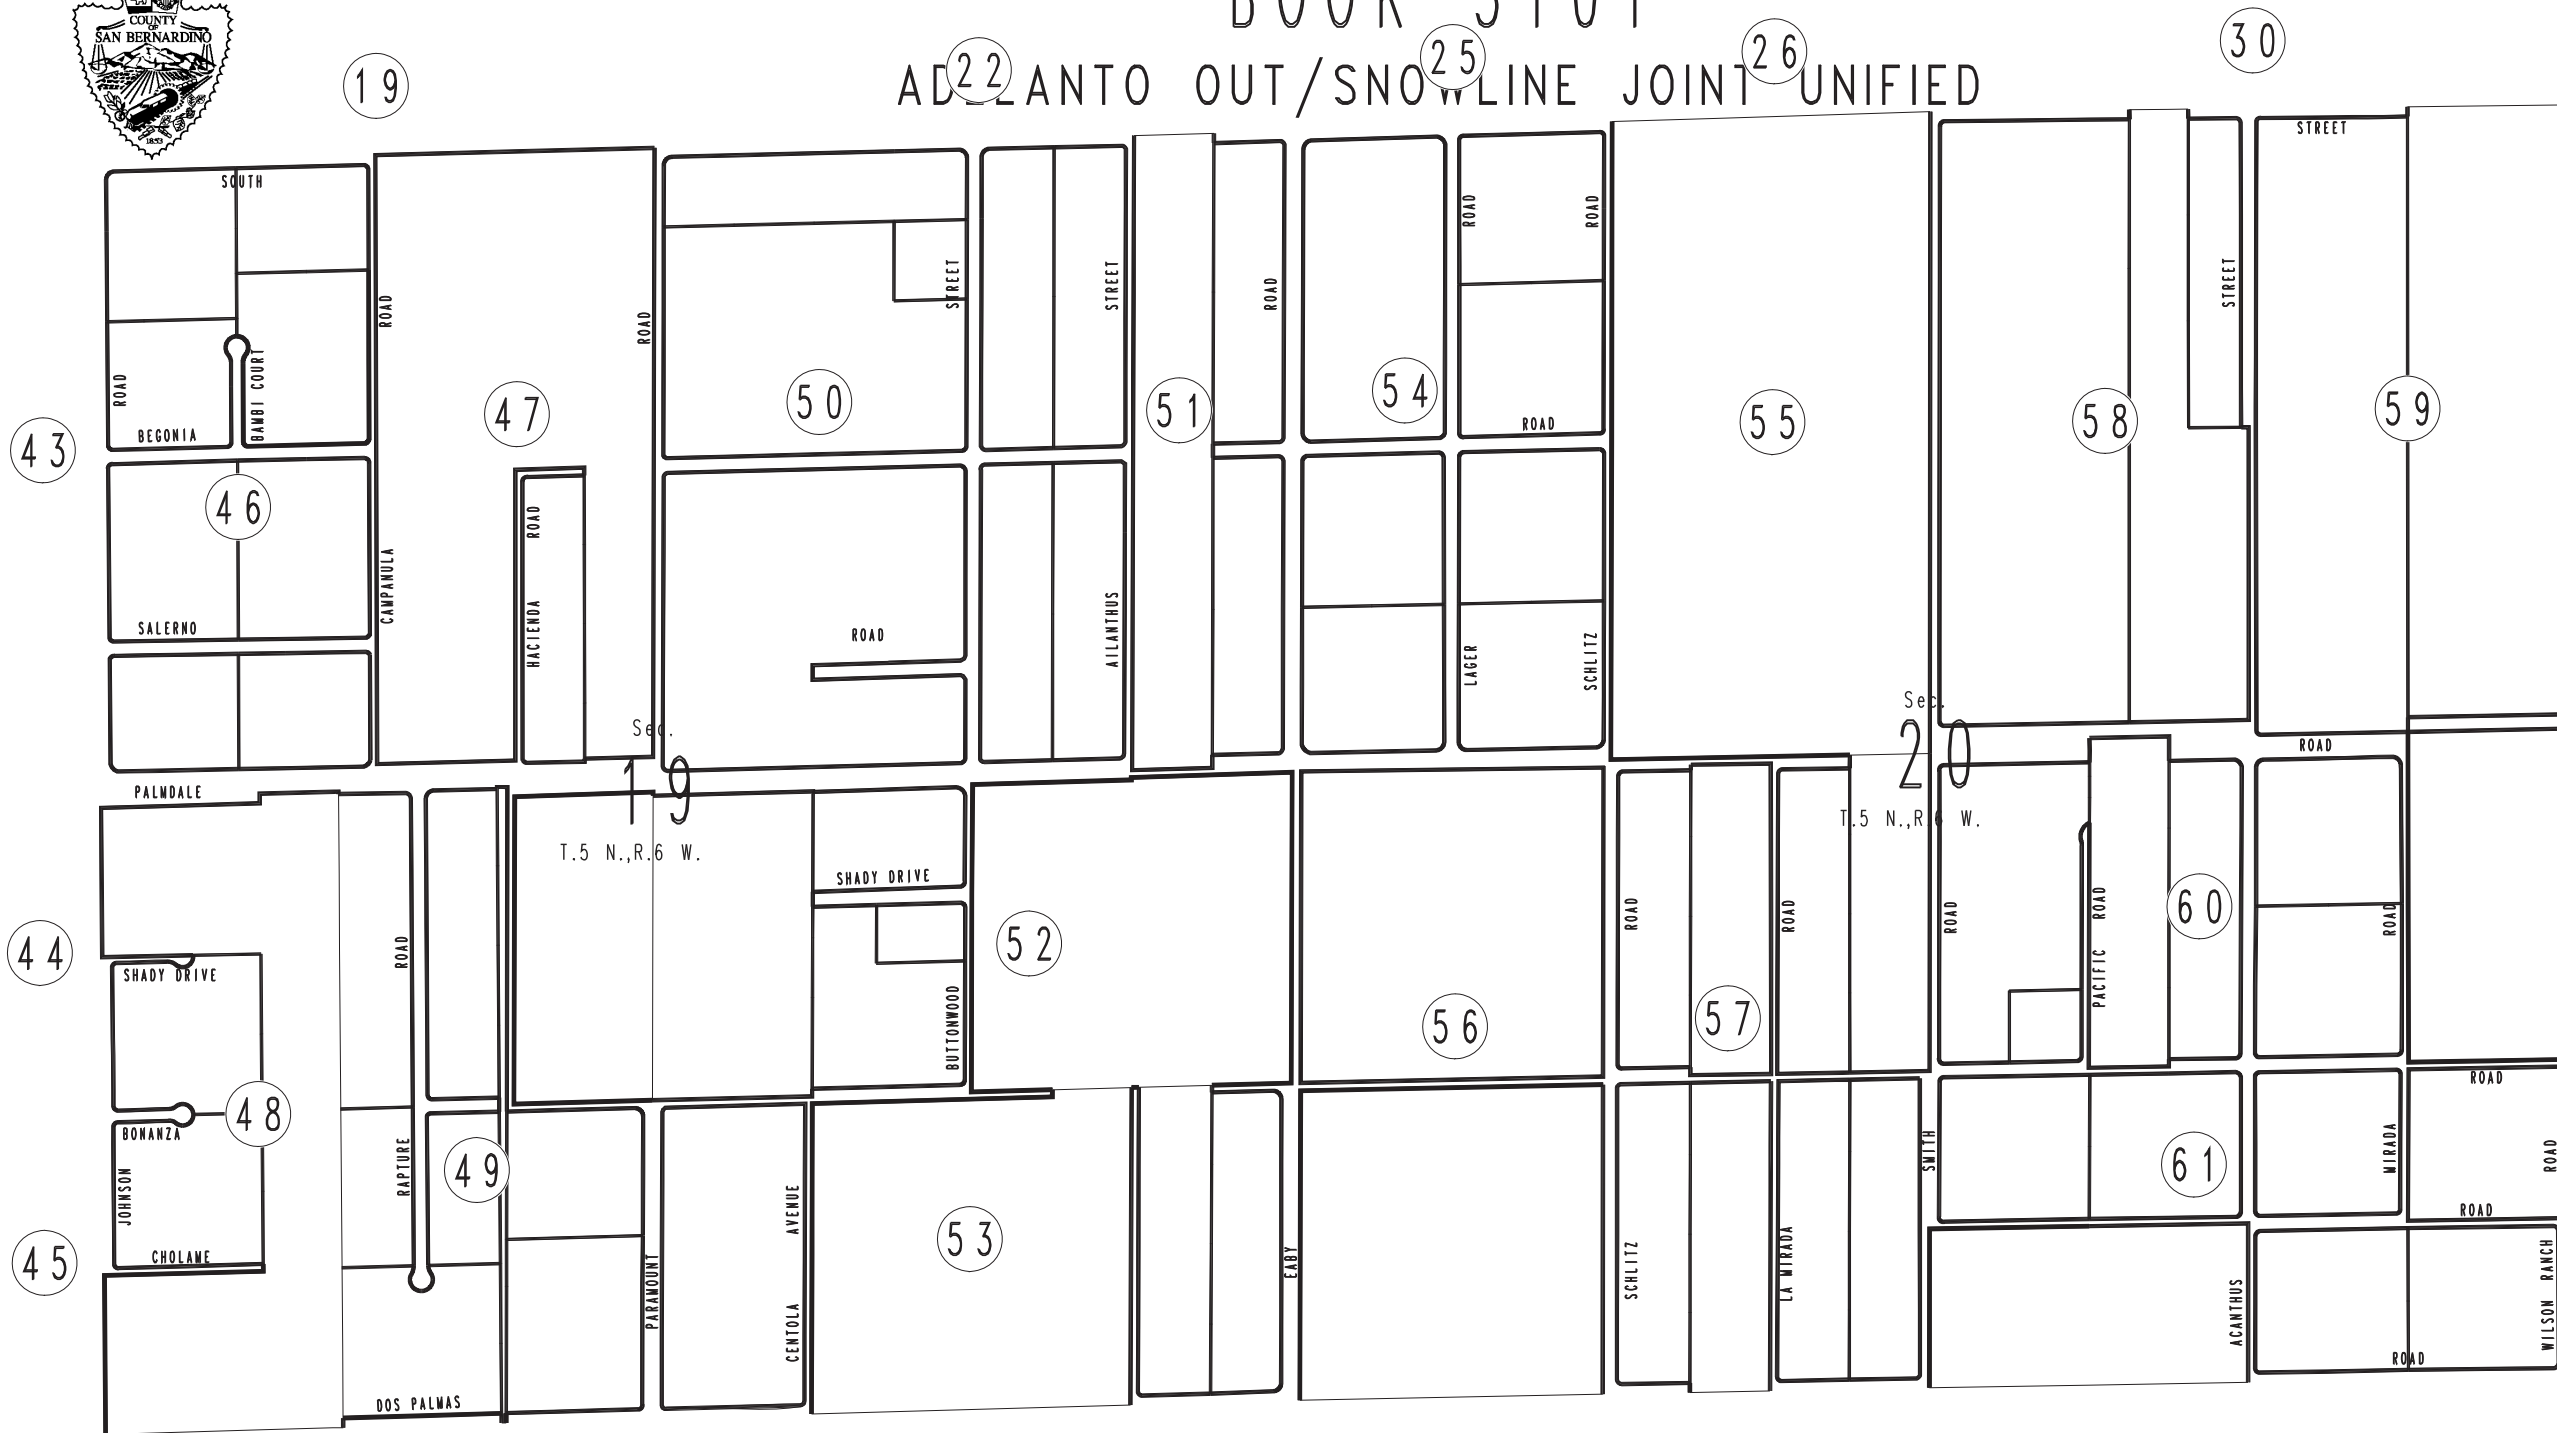 COUNTY
OF
SAN BERNARDINO
1853
ADELANTO OUT/SNOWLINE JOINT UNIFIED
19
22
25
26
30
SOUTH
STREET
ROAD
ROAD
ROAD
ROAD
STREET
STREET
ROAD
STREET
ROAD
BAMBI COURT
BEGONIA
43
47
50
51
54
55
58
59
ROAD
46
ROAD
CAMPANULA
HACIENDA
SALERNO
ROAD
AILANTHUS
LAGER
SCHLITZ
Sec.
19
T.5 N.,R.6 W.
Sec.
20
T.5 N.,R.6 W.
ROAD
PALMDALE
SHADY DRIVE
44
SHADY DRIVE
ROAD
52
ROAD
ROAD
ROAD
ROAD
PACIFIC
60
ROAD
BUTTONWOOD
56
57
48
BONANZA
JOHNSON
RAPTURE
49
CHOLAME
45
PARAMOUNT
AVENUE
CENTOLA
53
EABY
SCHLITZ
LA MIRADA
SMITH
61
MIRADA
ROAD
ROAD
ROAD
ACANTHUS
WILSON RANCH
ROAD
DOS PALMAS